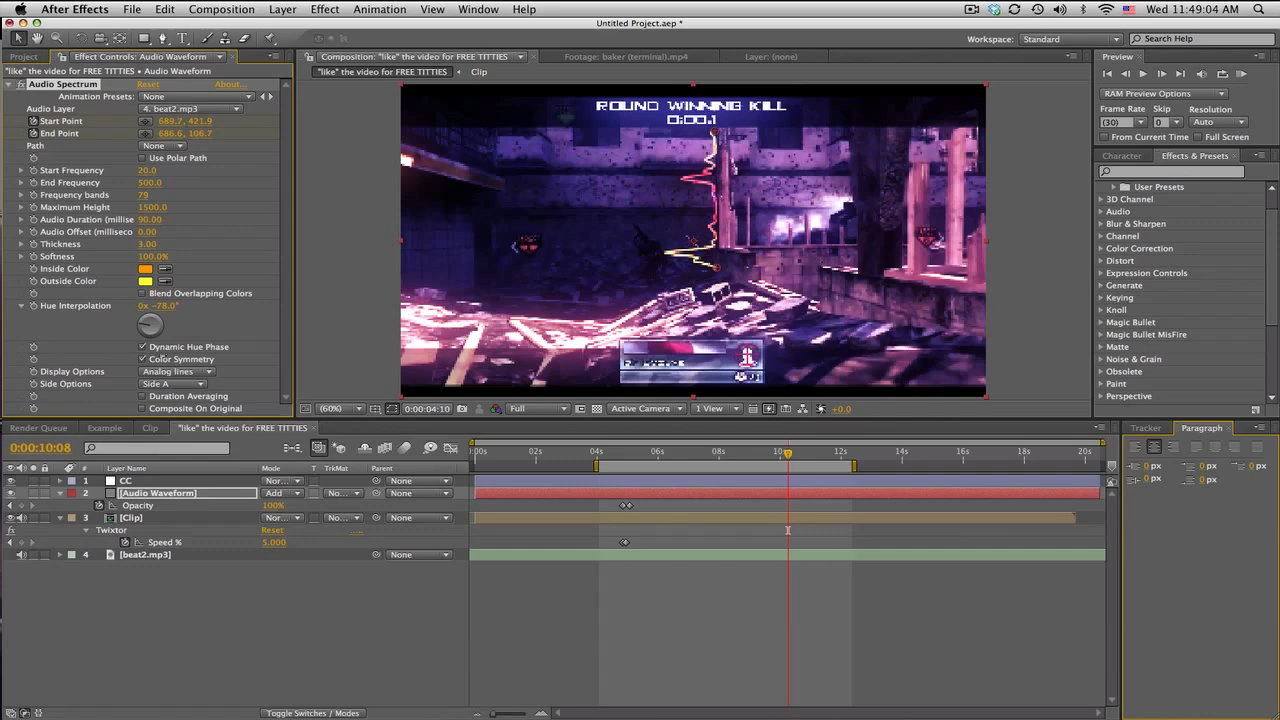 After Effects File Edit Composition Layer Effect Animation View Window Help Wed 11:49:04 AM
Untitled Project.aep *
Workspace: Standard Search Help
Project Effect Controls: Audio Waveform Composition: "like" the video for FREE TITTIES Footage: baker (terminal).mp4 Layer: (none) Preview
"like" the video for FREE TITTIES • Audio Waveform "like" the video for FREE TITTIES Clip
Audio Spectrum Reset About...
Animation Presets: None
Audio Layer 4. beat2.mp3
Start Point 689.7, 421.9
End Point 686.6, 106.7
Path None
Use Polar Path
Start Frequency 20.0
End Frequency 500.0
Frequency bands 79
Maximum Height 1500.0
Audio Duration (millise 90.00
Audio Offset (milliseco 0.00
Thickness 3.00
Softness 100.0%
Inside Color
Outside Color
Blend Overlapping Colors
Hue Interpolation 0x -78.0°
Dynamic Hue Phase
Color Symmetry
Display Options Analog lines
Side Options Side A
Duration Averaging
Composite On Original
ROUND WINNING KILL
0:00.1
(60%) 0:00:04:10 Full Active Camera 1 View +0.0
RAM Preview Options
Frame Rate Skip Resolution
(30) 0 Auto
From Current Time Full Screen
Character Effects & Presets
User Presets
3D Channel
Audio
Blur & Sharpen
Channel
Color Correction
Distort
Expression Controls
Generate
Keying
Knoll
Magic Bullet
Magic Bullet MisFire
Matte
Noise & Grain
Obsolete
Paint
Perspective
Render Queue Example Clip "like" the video for FREE TITTIES
0:00:10:08
# Layer Name Mode T TrkMat Parent
:00s 02s 04s 06s 08s 10s 12s 14s 16s 18s 20s
1 CC Nor... None
2 [Audio Waveform] Add No... None
Opacity 100%
3 [Clip] Nor... No... None
Twixtor Reset
Speed % 5.000
4 [beat2.mp3] None
Toggle Switches / Modes
Tracker Paragraph
0 px 0 px 0 px
0 px 0 px